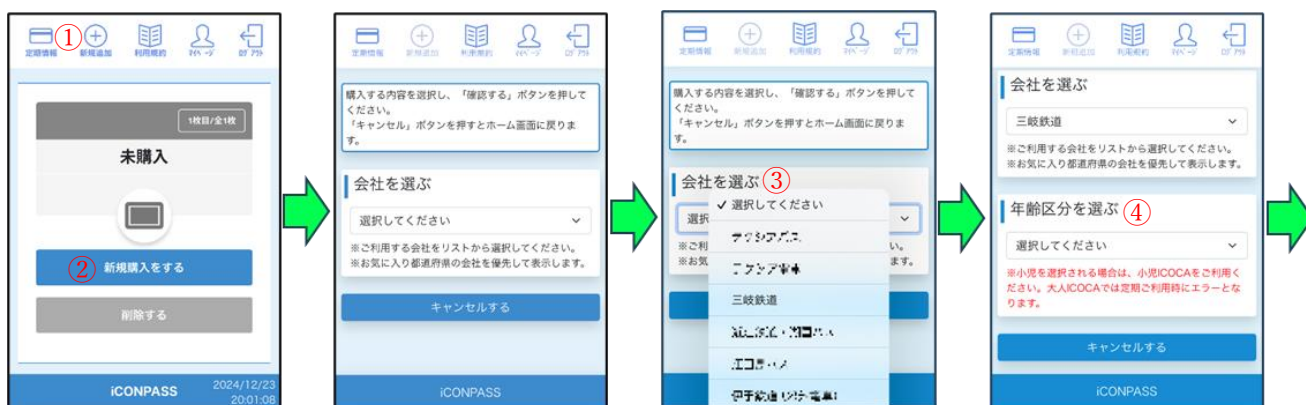 定期情報 ① 新規追加 利用規約 ﾏｲﾍﾟｰｼﾞ ﾛｸﾞｱｳﾄ
1枚目/全1枚
未購入
② 新規購入をする
削除する
iCONPASS
2024/12/23
20:01:08
定期情報 新規追加 利用規約 ﾏｲﾍﾟｰｼﾞ ﾛｸﾞｱｳﾄ
購入する内容を選択し、「確認する」ボタンを押して
ください。
「キャンセル」ボタンを押すとホーム画面に戻りま
す。
会社を選ぶ
選択してください
※ご利用する会社をリストから選択してください。
※お気に入り都道府県の会社を優先して表示します。
キャンセルする
iCONPASS
定期情報 新規追加 利用規約 ﾏｲﾍﾟｰｼﾞ ﾛｸﾞｱｳﾄ
購入する内容を選択し、「確認する」ボタンを押して
ください。
「キャンセル」ボタンを押すとホーム画面に戻りま
す。
会社を選ぶ ③
選択
✓ 選択してください
※ご利 い。
※お気 ます。
三岐鉄道
定期情報 新規追加 利用規約 ﾏｲﾍﾟｰｼﾞ ﾛｸﾞｱｳﾄ
会社を選ぶ
三岐鉄道
※ご利用する会社をリストから選択してください。
※お気に入り都道府県の会社を優先して表示します。
年齢区分を選ぶ ④
選択してください
※小児を選択される場合は、小児ICOCAをご利用く
ださい。大人ICOCAでは定期ご利用時にエラーとな
ります。
キャンセルする
iCONPASS